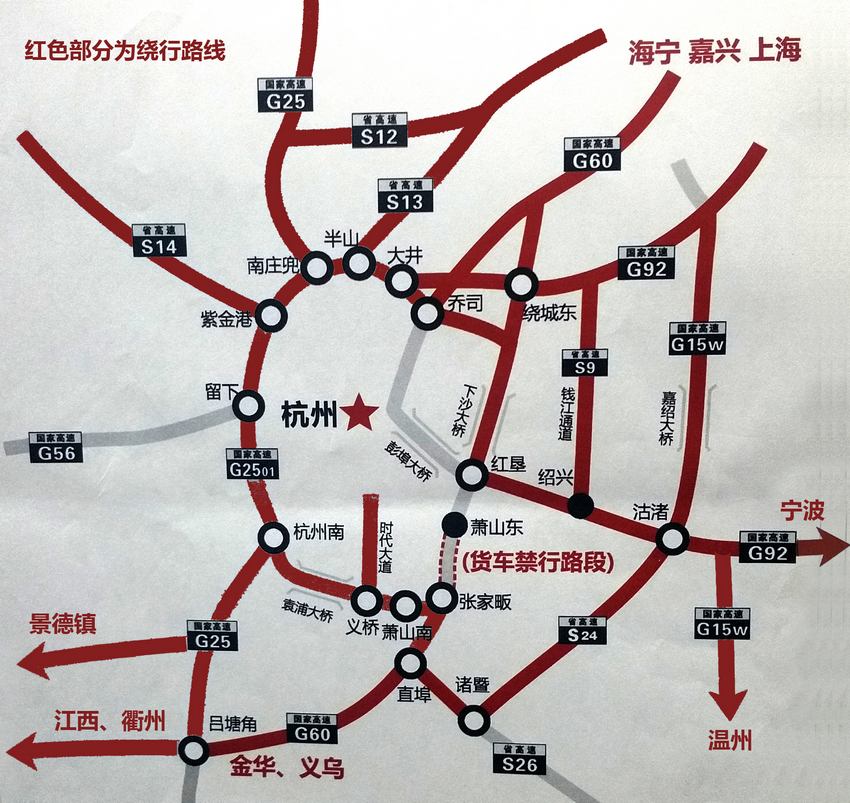 红色部分为绕行路线
海宁 嘉兴 上海
国家高速
G25
省高速
S12
国家高速
G60
省高速
S13
省高速
S14
半山
南庄兜
大井
国家高速
G92
紫金港
乔司
绕城东
国家高速
G15w
省高速
S9
留下
杭州
下沙大桥
钱江通道
嘉绍大桥
国家高速
G56
国家高速
G2501
彭埠大桥
红垦
绍兴
沽渚
宁波
杭州南
时代大道
萧山东
国家高速
G92
(货车禁行路段)
袁浦大桥
义桥
萧山南
张家畈
景德镇
国家高速
G25
省高速
S24
国家高速
G15w
直埠
诸暨
江西、衢州
吕塘角
国家高速
G60
温州
金华、义乌
省高速
S26